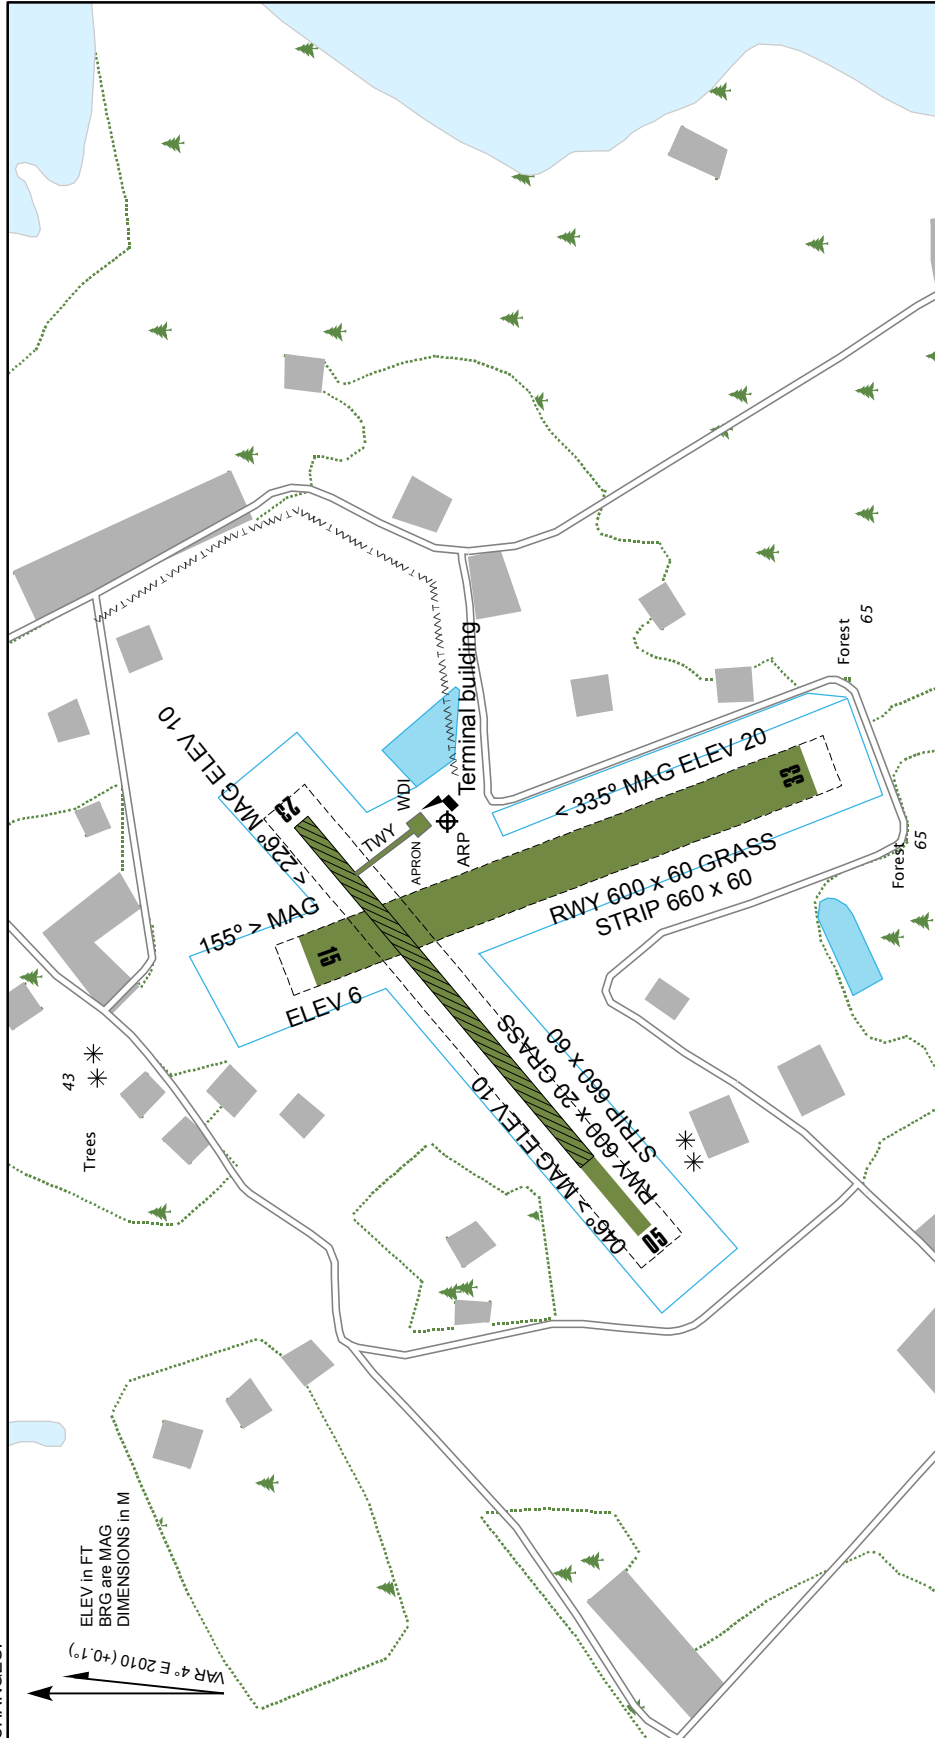 VAR 4° E 2010 (+0.1°)
ELEV in FT
BRG are MAG
DIMENSIONS in M
Trees
43
155° > MAG
ELEV 6
15
<226° MAG ELEV 10
23
TWY
WDI
APRON
ARP
Terminal building
< 335° MAG ELEV 20
33
RWY 600 x 60 GRASS
STRIP 660 x 60
046° > MAG ELEV 10
05
RWY 600 x 20 GRASS
STRIP 660 x 60
Forest
65
Forest
65